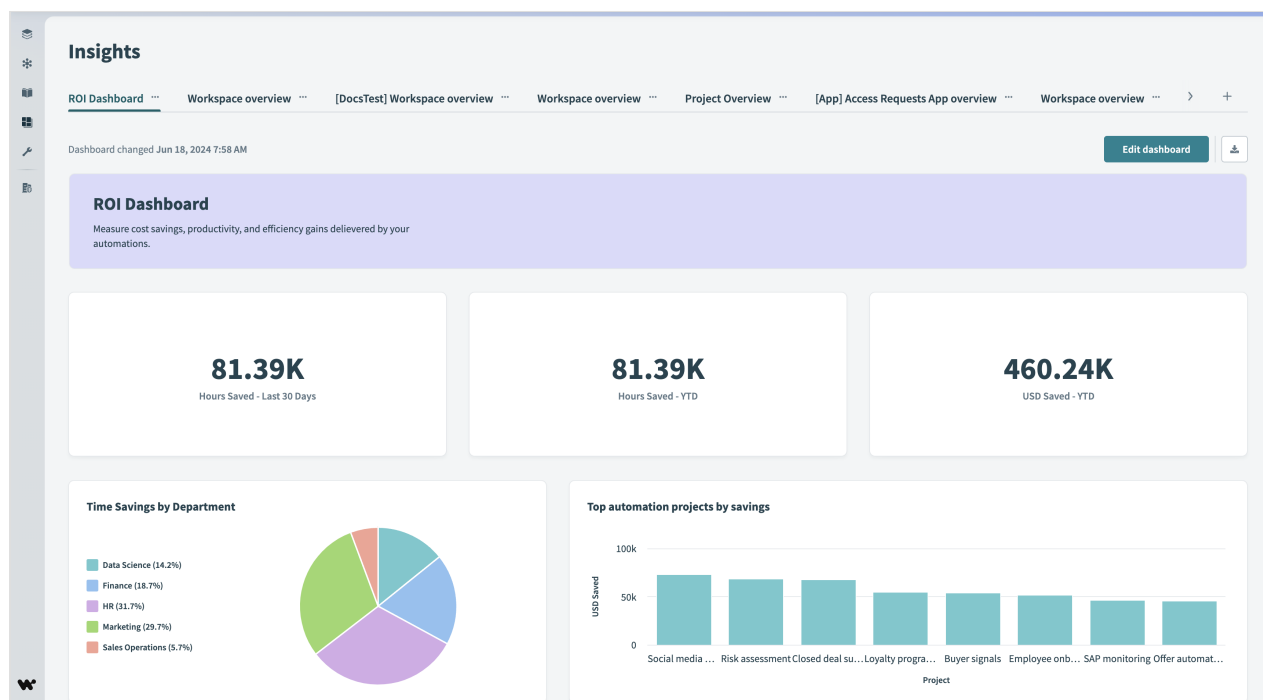 Insights
ROI Dashboard ··· Workspace overview ··· [DocsTest] Workspace overview ··· Workspace overview ··· Project Overview ··· [App] Access Requests App overview ··· Workspace overview ···
Dashboard changed Jun 18, 2024 7:58 AM
Edit dashboard
ROI Dashboard
Measure cost savings, productivity, and efficiency gains delievered by your
automations.
81.39K
Hours Saved - Last 30 Days
81.39K
Hours Saved - YTD
460.24K
USD Saved - YTD
Time Savings by Department
Data Science (14.2%)
Finance (18.7%)
HR (31.7%)
Marketing (29.7%)
Sales Operations (5.7%)
Top automation projects by savings
USD Saved
100k
50k
0
Social media ... Risk assessment Closed deal su... Loyalty progra... Buyer signals Employee onb... SAP monitoring Offer automat...
Project